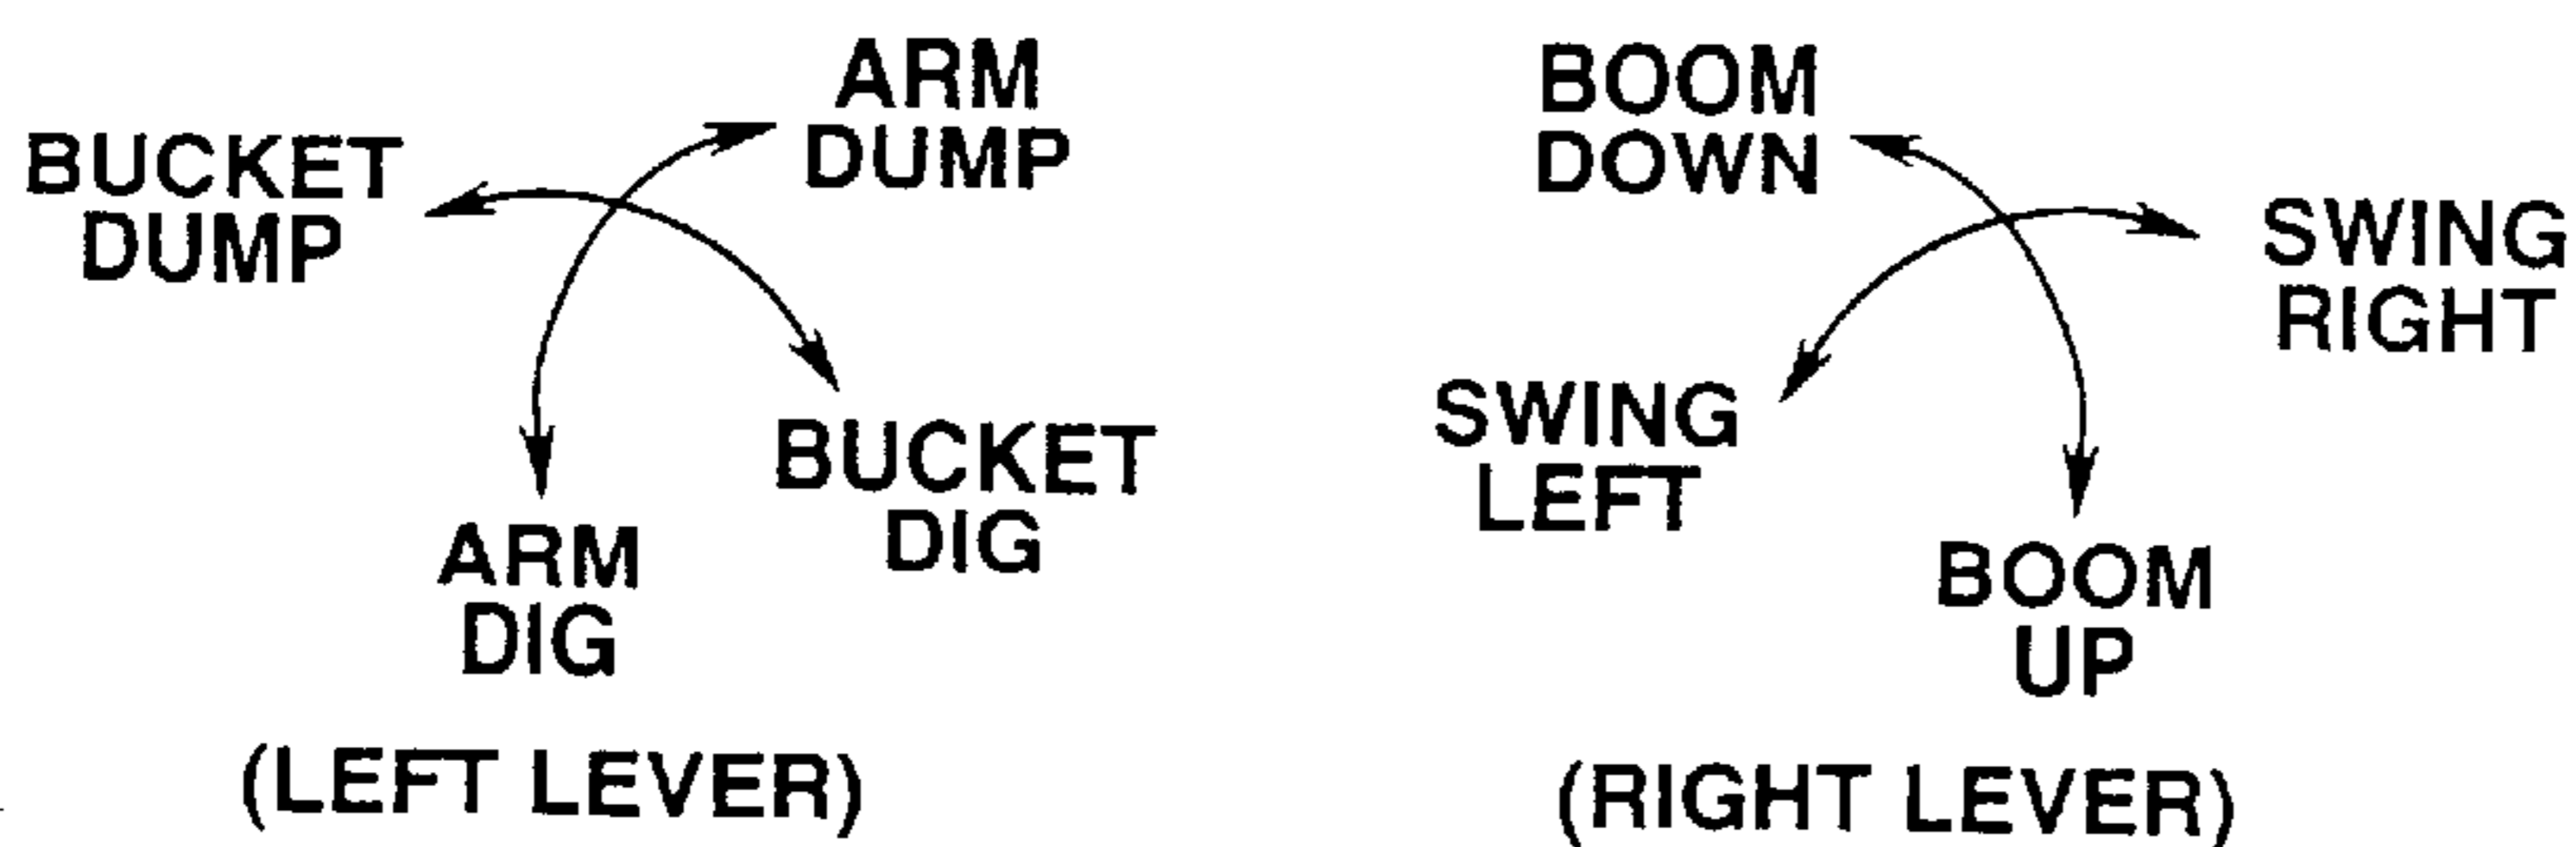 ARM
DUMP
BUCKET
DUMP
BUCKET
DIG
ARM
DIG
(LEFT LEVER)
BOOM
DOWN
SWING
RIGHT
SWING
LEFT
BOOM
UP
(RIGHT LEVER)